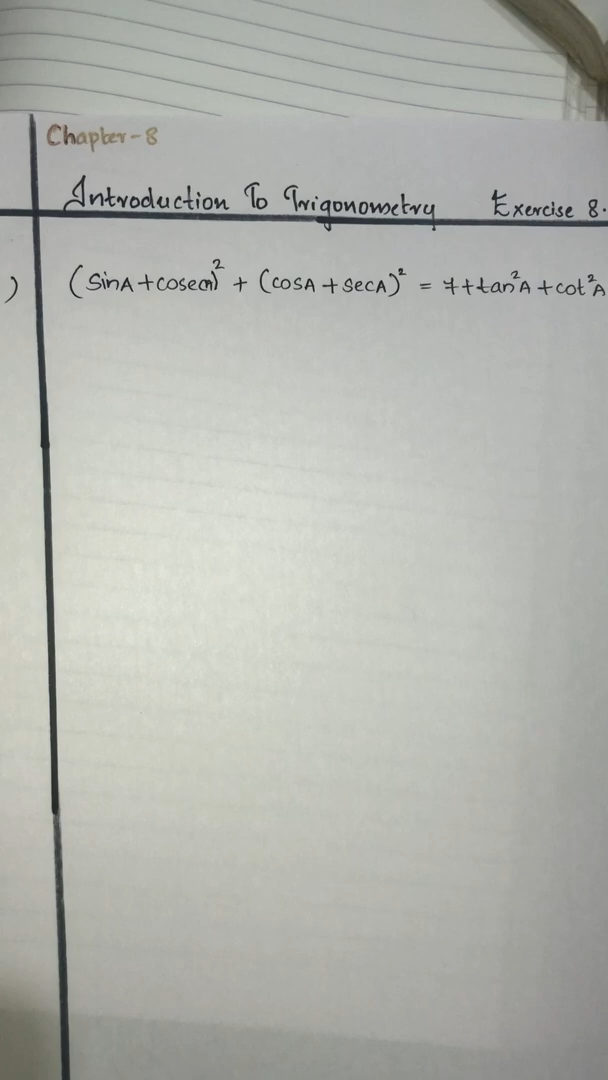 Chapter-8
Introduction To Trigonometry Exercise 8.
) (sinA+cosecA)² + (cosA+secA)² = 7+tan²A+cot²A